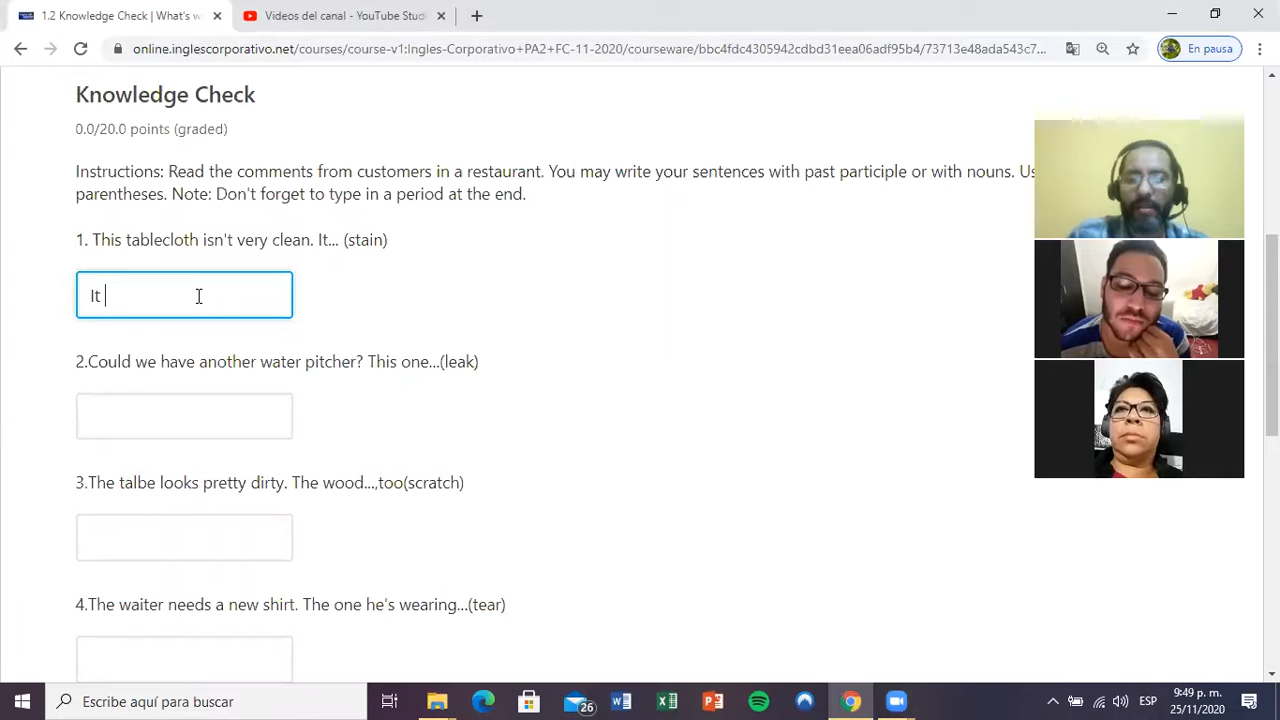 1.2 Knowledge Check | What's w
Videos del canal - YouTube Stud
online.inglescorporativo.net/courses/course-v1:Ingles-Corporativo+PA2+FC-11-2020/courseware/bbc4fdc4305942cdbd31eea06adf95b4/73713e48ada543c7...
En pausa
Knowledge Check
0.0/20.0 points (graded)
Instructions: Read the comments from customers in a restaurant. You may write your sentences with past participle or with nouns. Us
parentheses. Note: Don't forget to type in a period at the end.
1. This tablecloth isn't very clean. It... (stain)
It
2.Could we have another water pitcher? This one...(leak)
3.The talbe looks pretty dirty. The wood...,too(scratch)
4.The waiter needs a new shirt. The one he's wearing...(tear)
Escribe aquí para buscar
26
ESP
9:49 p. m.
25/11/2020